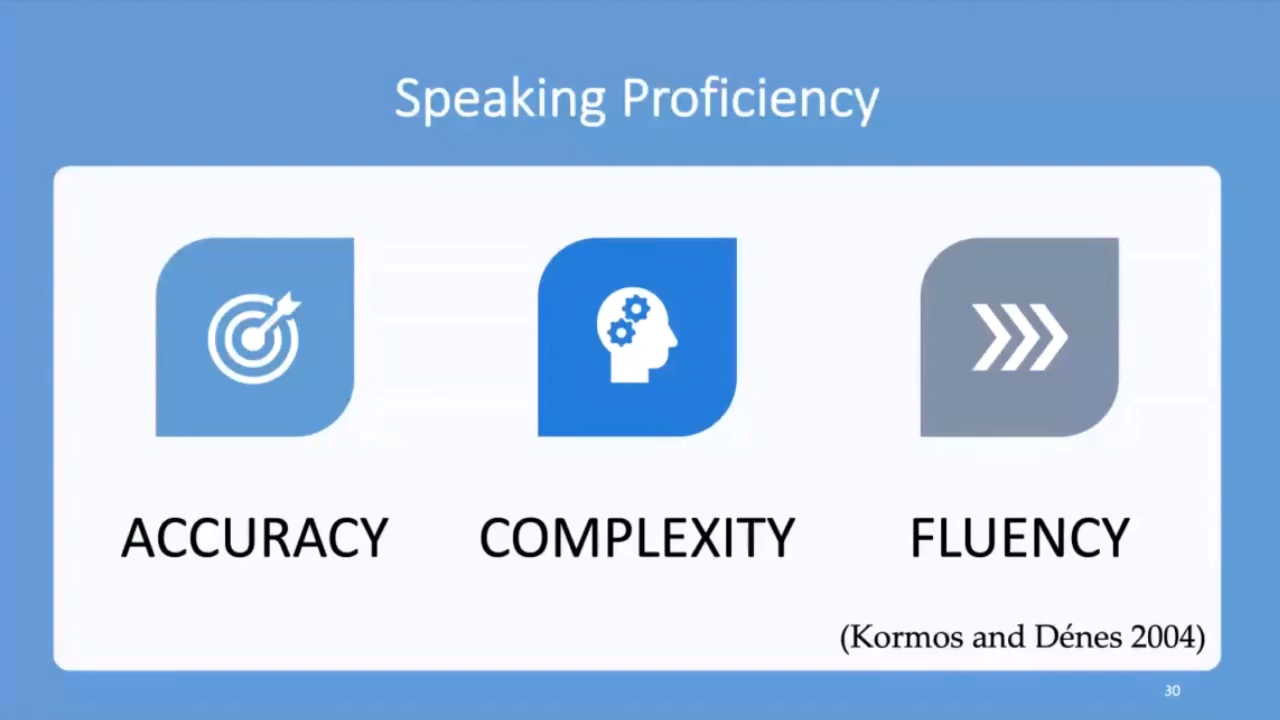 Speaking Proficiency
ACCURACY
COMPLEXITY
FLUENCY
(Kormos and Dénes 2004)
30